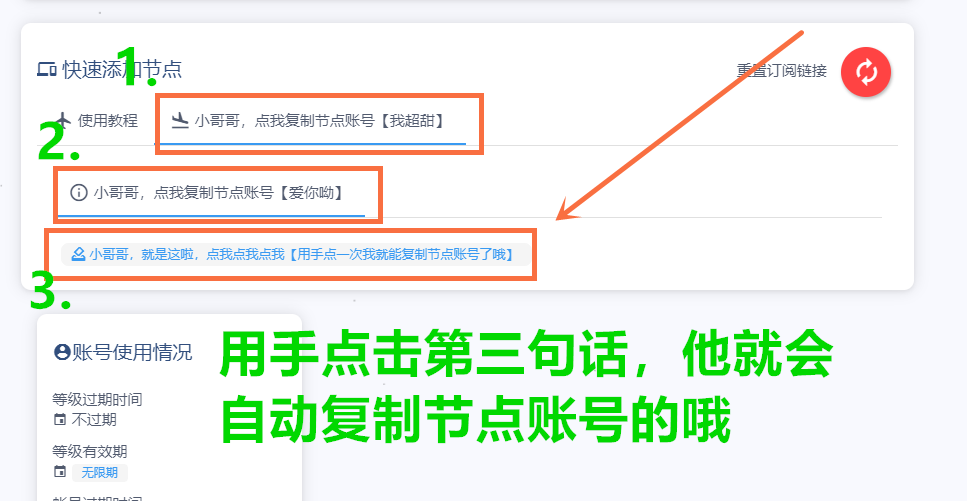 1.
快速添加节点
重置订阅链接
使用教程
小哥哥，点我复制节点账号【我超甜】
2.
小哥哥，点我复制节点账号【爱你呦】
小哥哥，就是这啦，点我点我点我【用手点一次我就能复制节点账号了哦】
3.
用手点击第三句话，他就会
自动复制节点账号的哦
账号使用情况
等级过期时间
不过期
等级有效期
无限期
帐号过期时间